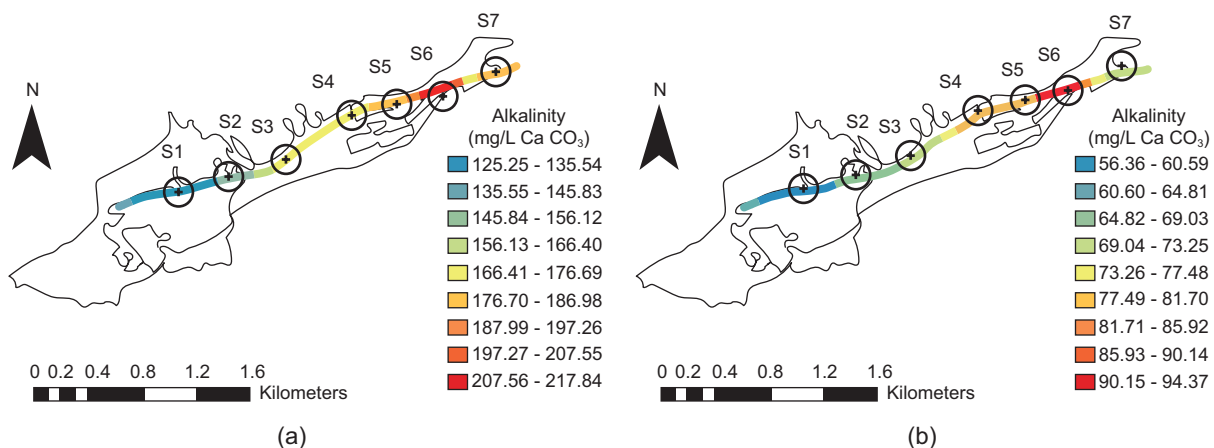 N
S1
S2
S3
S4
S5
S6
S7
Alkalinity
(mg/L Ca CO₃)
125.25 - 135.54
135.55 - 145.83
145.84 - 156.12
156.13 - 166.40
166.41 - 176.69
176.70 - 186.98
187.99 - 197.26
197.27 - 207.55
207.56 - 217.84
0 0.2 0.4 0.8 1.2 1.6
Kilometers
(a)
N
S1
S2
S3
S4
S5
S6
S7
Alkalinity
(mg/L Ca CO₃)
56.36 - 60.59
60.60 - 64.81
64.82 - 69.03
69.04 - 73.25
73.26 - 77.48
77.49 - 81.70
81.71 - 85.92
85.93 - 90.14
90.15 - 94.37
0 0.2 0.4 0.8 1.2 1.6
Kilometers
(b)